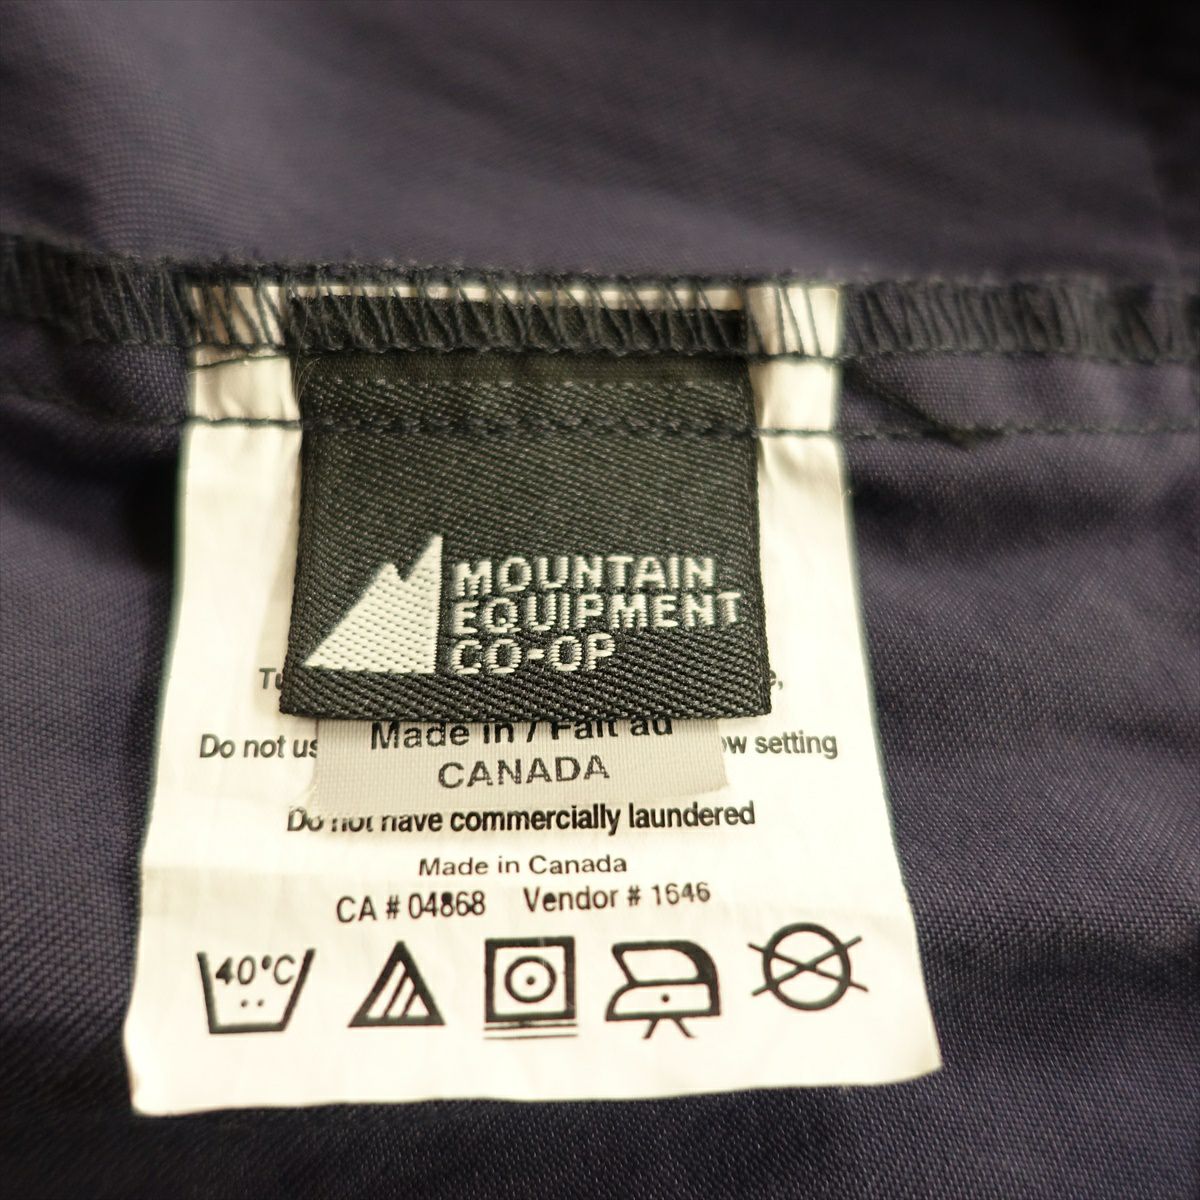 MOUNTAIN
EQUIPMENT
CO-OP
Made in / Fait au
CANADA
Do not ow setting
Do not have commercially laundered
Made in Canada
CA # 04868 Vendor # 1646
40°C